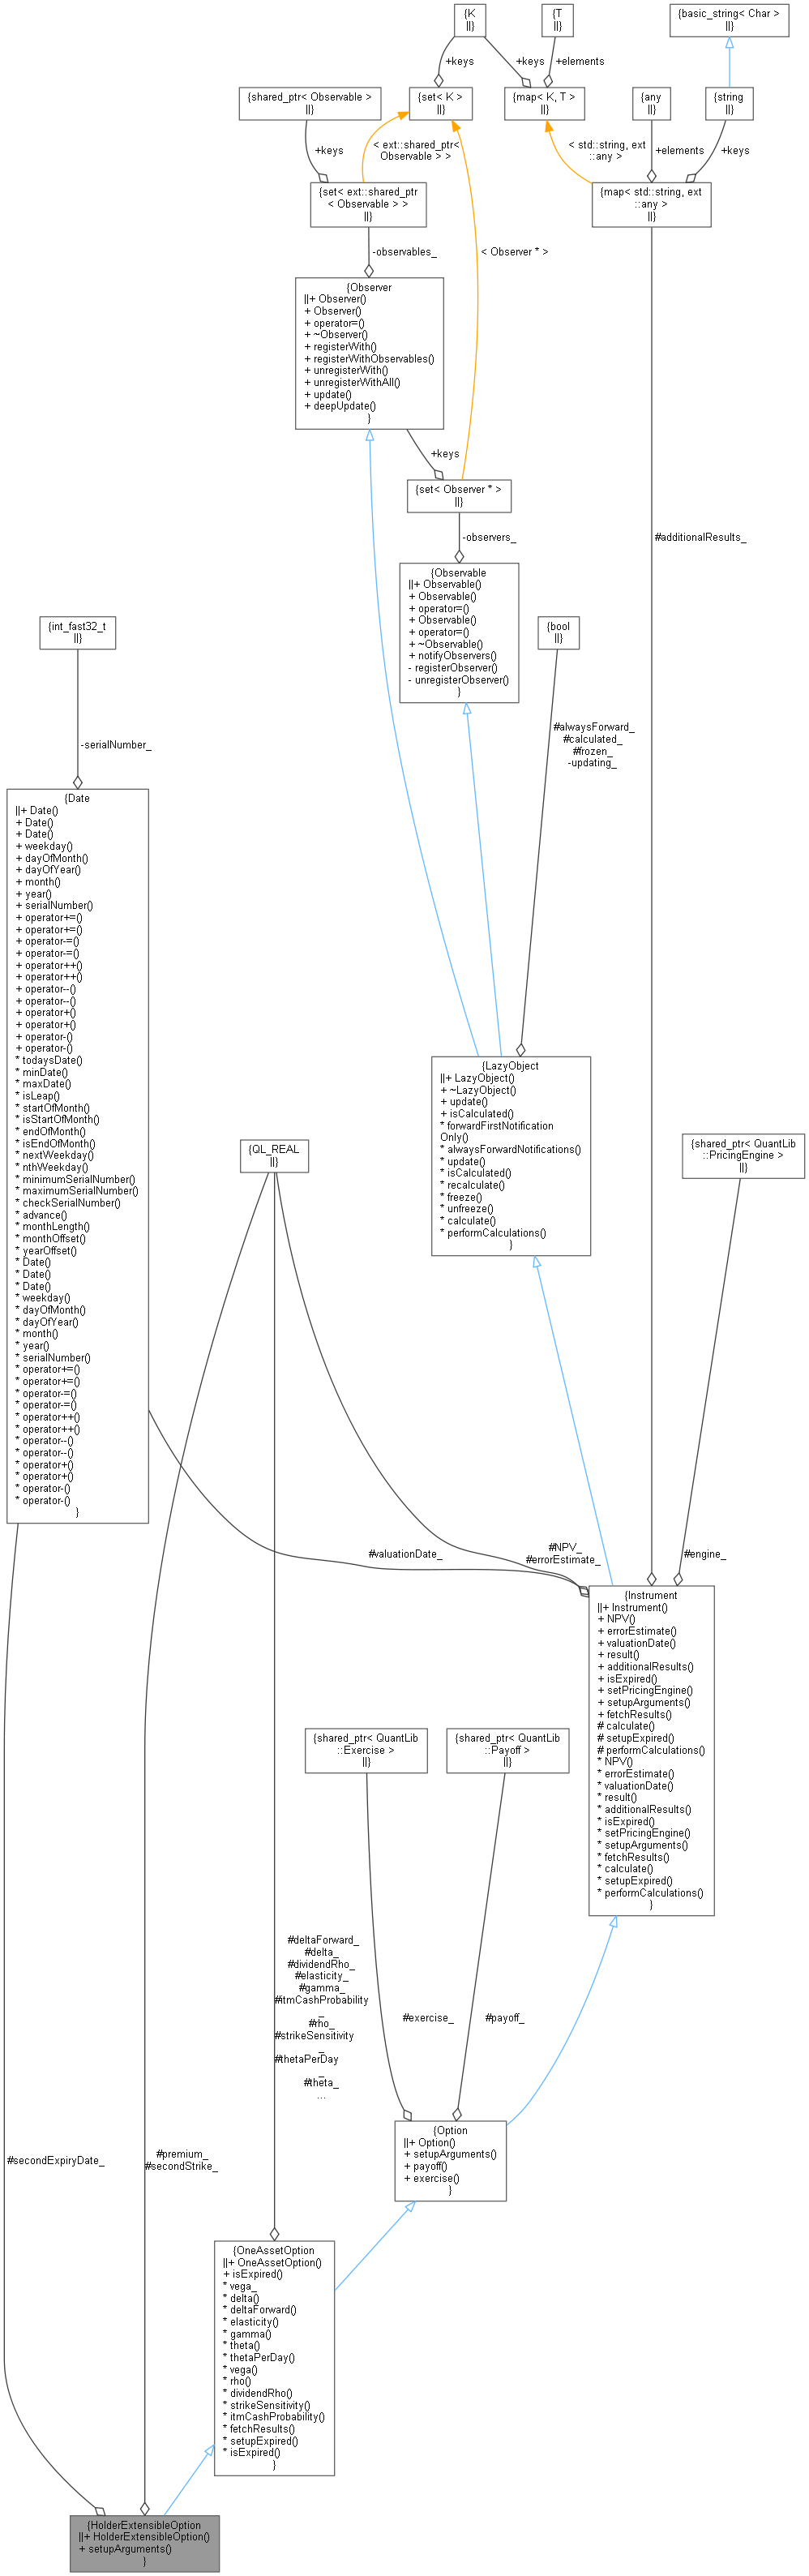 {K
||}
{T
||}
{basic_string< Char >
||}
+keys
+keys
+elements
{shared_ptr< Observable >
||}
{set< K >
||}
{map< K, T >
||}
{any
||}
{string
||}
+keys
< ext::shared_ptr<
Observable > >
< std::string, ext
::any >
+elements
+keys
{set< ext::shared_ptr
< Observable > >
||}
{map< std::string, ext
::any >
||}
-observables_
< Observer * >
{Observer
||+ Observer()
+ Observer()
+ operator=()
+ ~Observer()
+ registerWith()
+ registerWithObservables()
+ unregisterWith()
+ unregisterWithAll()
+ update()
+ deepUpdate()
}
+keys
{set< Observer * >
||}
-observers_
#additionalResults_
{Observable
||+ Observable()
+ Observable()
+ operator=()
+ Observable()
+ operator=()
+ ~Observable()
+ notifyObservers()
- registerObserver()
- unregisterObserver()
}
{int_fast32_t
||}
{bool
||}
-serialNumber_
#alwaysForward_
#calculated_
#frozen_
-updating_
{Date
||+ Date()
+ Date()
+ Date()
+ weekday()
+ dayOfMonth()
+ dayOfYear()
+ month()
+ year()
+ serialNumber()
+ operator+=()
+ operator+=()
+ operator-=()
+ operator-=()
+ operator++()
+ operator++()
+ operator--()
+ operator--()
+ operator+()
+ operator+()
+ operator-()
+ operator-()
* todaysDate()
* minDate()
* maxDate()
* isLeap()
* startOfMonth()
* isStartOfMonth()
* endOfMonth()
* isEndOfMonth()
* nextWeekday()
* nthWeekday()
* minimumSerialNumber()
* maximumSerialNumber()
* checkSerialNumber()
* advance()
* monthLength()
* monthOffset()
* yearOffset()
* Date()
* Date()
* Date()
* weekday()
* dayOfMonth()
* dayOfYear()
* month()
* year()
* serialNumber()
* operator+=()
* operator+=()
* operator-=()
* operator-=()
* operator++()
* operator++()
* operator--()
* operator--()
* operator+()
* operator+()
* operator-()
* operator-()
}
{LazyObject
||+ LazyObject()
+ ~LazyObject()
+ update()
+ isCalculated()
* forwardFirstNotification
Only()
* alwaysForwardNotifications()
* update()
* isCalculated()
* recalculate()
* freeze()
* unfreeze()
* calculate()
* performCalculations()
}
{QL_REAL
||}
{shared_ptr< QuantLib
::PricingEngine >
||}
#valuationDate_
#NPV_
#errorEstimate_
#engine_
{Instrument
||+ Instrument()
+ NPV()
+ errorEstimate()
+ valuationDate()
+ result()
+ additionalResults()
+ isExpired()
+ setPricingEngine()
+ setupArguments()
+ fetchResults()
# calculate()
# setupExpired()
# performCalculations()
* NPV()
* errorEstimate()
* valuationDate()
* result()
* additionalResults()
* isExpired()
* setPricingEngine()
* setupArguments()
* fetchResults()
* calculate()
* setupExpired()
* performCalculations()
}
{shared_ptr< QuantLib
::Exercise >
||}
{shared_ptr< QuantLib
::Payoff >
||}
#deltaForward_
#delta_
#dividendRho_
#elasticity_
#gamma_
#itmCashProbability
_
#rho_
#strikeSensitivity
_
#thetaPerDay
_
#theta_
...
#exercise_
#payoff_
{Option
||+ Option()
+ setupArguments()
+ payoff()
+ exercise()
}
#secondExpiryDate_
#premium_
#secondStrike_
{OneAssetOption
||+ OneAssetOption()
+ isExpired()
* vega_
* delta()
* deltaForward()
* elasticity()
* gamma()
* theta()
* thetaPerDay()
* vega()
* rho()
* dividendRho()
* strikeSensitivity()
* itmCashProbability()
* fetchResults()
* setupExpired()
* isExpired()
}
{HolderExtensibleOption
||+ HolderExtensibleOption()
+ setupArguments()
}